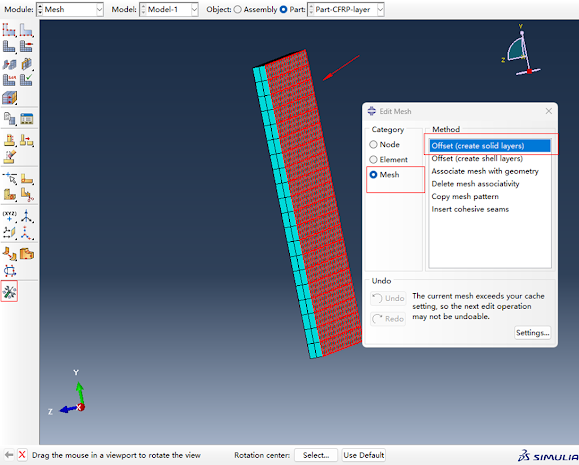 Module: Mesh Model: Model-1 Object: Assembly Part: Part-CFRP-layer
Y
Z
Edit Mesh
Category
Node
Element
Mesh
Method
Offset (create solid layers)
Offset (create shell layers)
Associate mesh with geometry
Delete mesh associativity
Copy mesh pattern
Insert cohesive seams
Undo
Undo
Redo
The current mesh exceeds your cache
setting, so the next edit operation
may not be undoable.
Settings...
(XYZ)
Y
Z X
Drag the mouse in a viewport to rotate the view Rotation center: Select... Use Default
SIMULIA